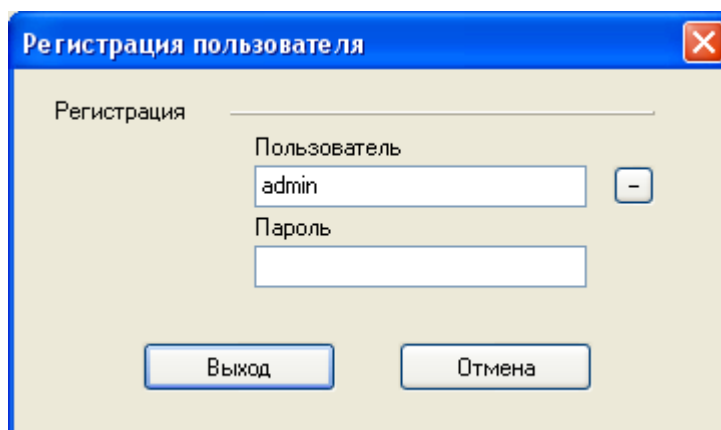 Регистрация пользователя
Регистрация
Пользователь
admin
-
Пароль
Выход Отмена